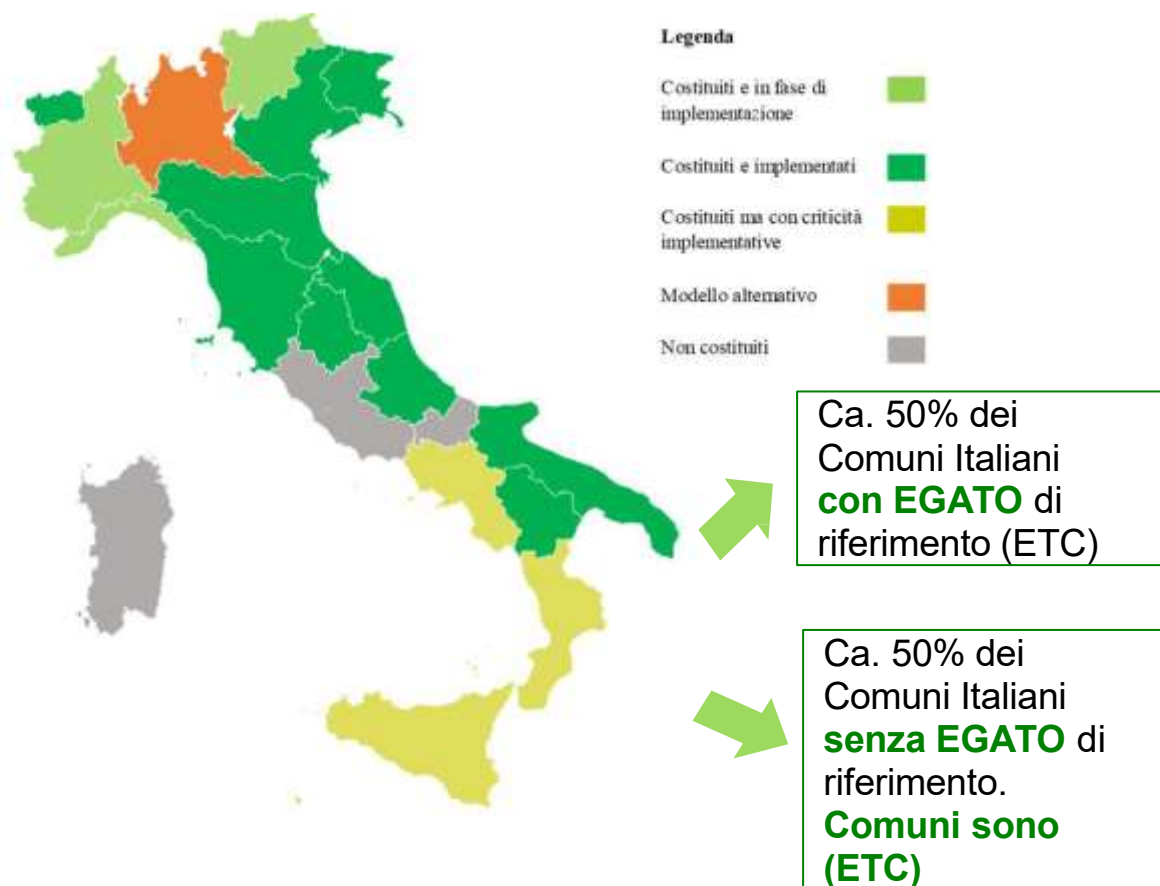 Legenda
Costituiti e in fase di
implementazione
Costituiti e implementati
Costituiti ma con criticità
implementative
Modello alternativo
Non costituiti
Ca. 50% dei
Comuni Italiani
con EGATO di
riferimento (ETC)
Ca. 50% dei
Comuni Italiani
senza EGATO di
riferimento.
Comuni sono
(ETC)